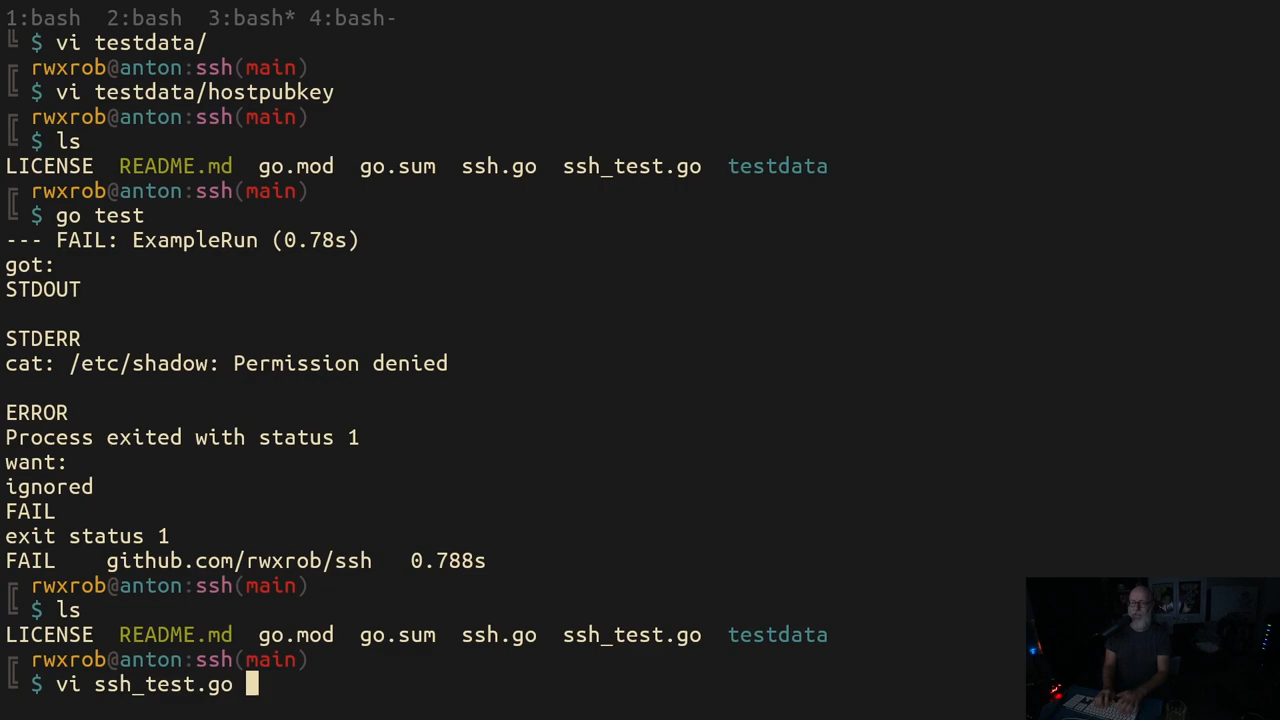 1:bash  2:bash  3:bash* 4:bash-
$ vi testdata/
rwxrob@anton:ssh(main)
$ vi testdata/hostpubkey
rwxrob@anton:ssh(main)
$ ls
LICENSE  README.md  go.mod  go.sum  ssh.go  ssh_test.go  testdata
rwxrob@anton:ssh(main)
$ go test
--- FAIL: ExampleRun (0.78s)
got:
STDOUT
STDERR
cat: /etc/shadow: Permission denied
ERROR
Process exited with status 1
want:
ignored
FAIL
exit status 1
FAIL    github.com/rwxrob/ssh   0.788s
rwxrob@anton:ssh(main)
$ ls
LICENSE  README.md  go.mod  go.sum  ssh.go  ssh_test.go  testdata
rwxrob@anton:ssh(main)
$ vi ssh_test.go